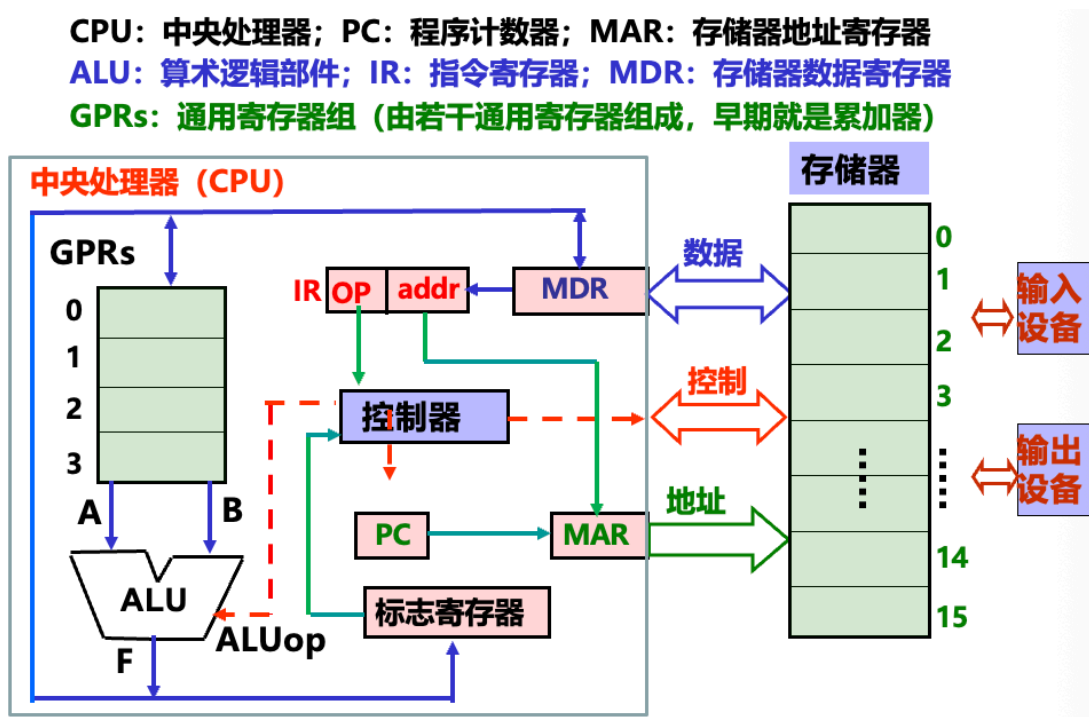 CPU：中央处理器；PC：程序计数器；MAR：存储器地址寄存器
ALU：算术逻辑部件；IR：指令寄存器；MDR：存储器数据寄存器
GPRs：通用寄存器组（由若干通用寄存器组成，早期就是累加器）
中央处理器（CPU）
存储器
GPRs
0
1
2
3
A
B
ALU
F
ALUop
IR
OP
addr
MDR
控制器
PC
MAR
标志寄存器
数据
控制
地址
0
1
2
3
14
15
输入
设备
输出
设备